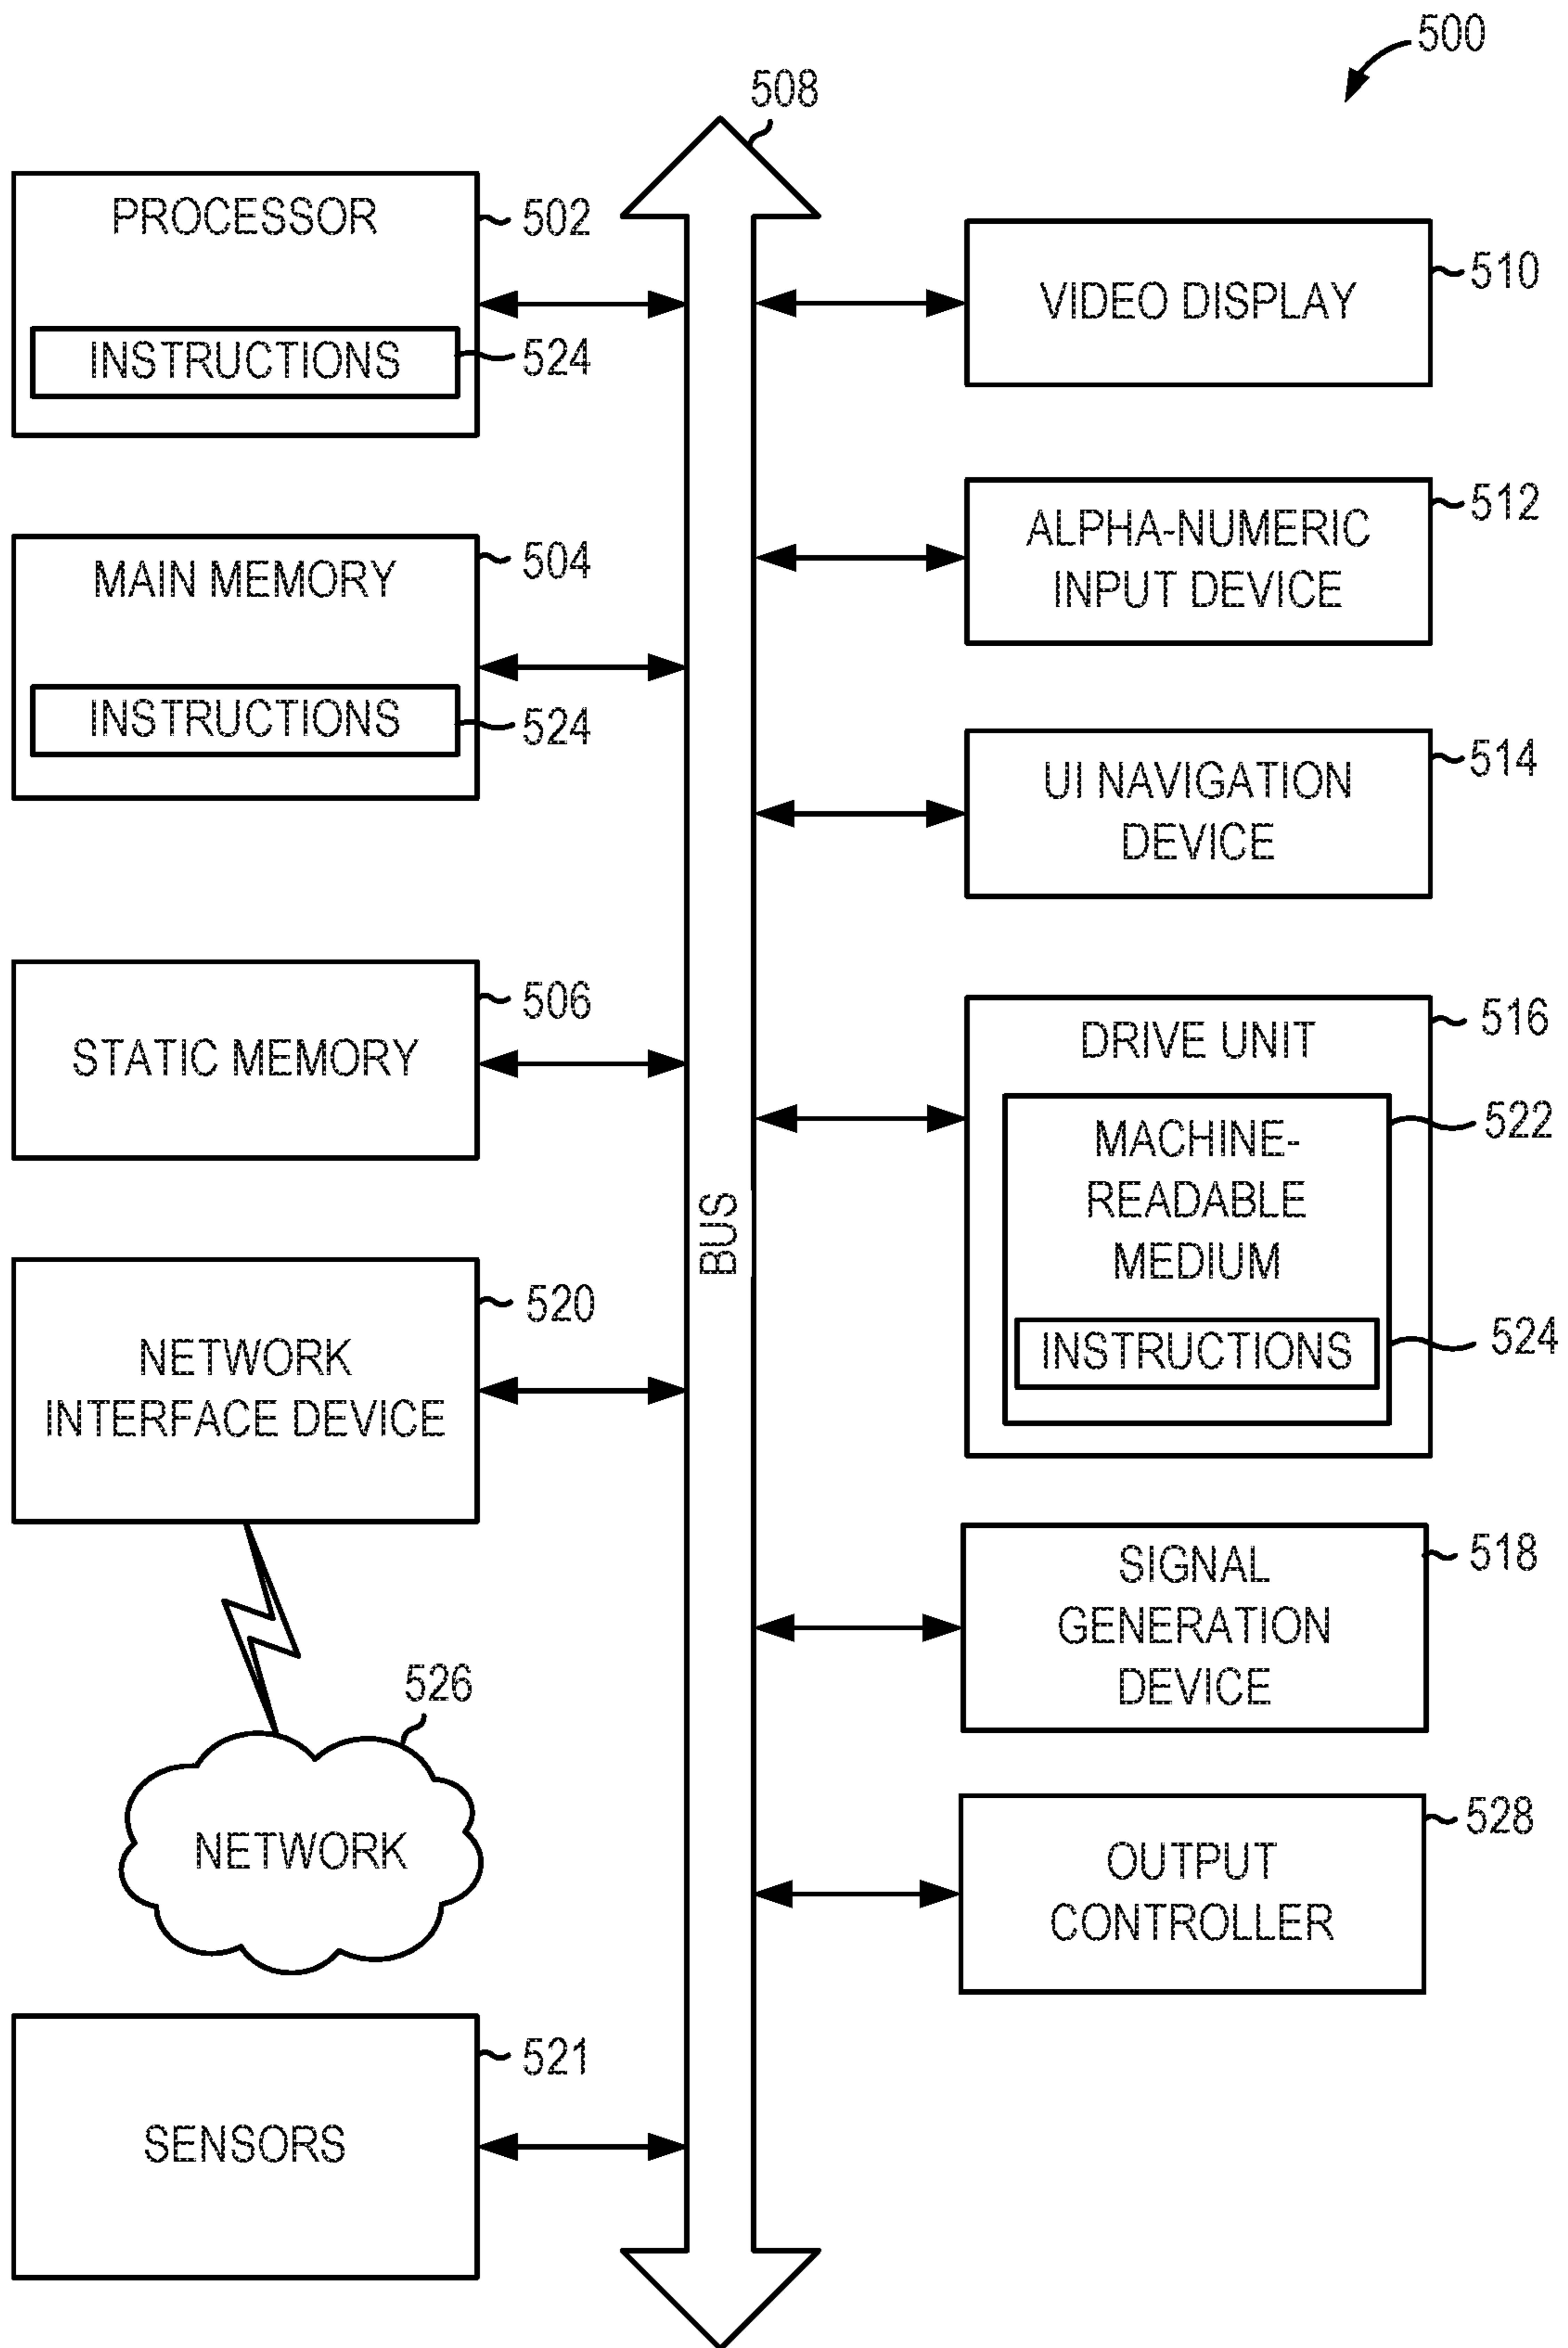 500
508
PROCESSOR
502
INSTRUCTIONS
524
MAIN MEMORY
504
INSTRUCTIONS
524
STATIC MEMORY
506
NETWORK
INTERFACE DEVICE
520
526
NETWORK
SENSORS
521
BUS
VIDEO DISPLAY
510
ALPHA-NUMERIC
INPUT DEVICE
512
UI NAVIGATION
DEVICE
514
DRIVE UNIT
516
MACHINE-
READABLE
MEDIUM
522
INSTRUCTIONS
524
SIGNAL
GENERATION
DEVICE
518
OUTPUT
CONTROLLER
528